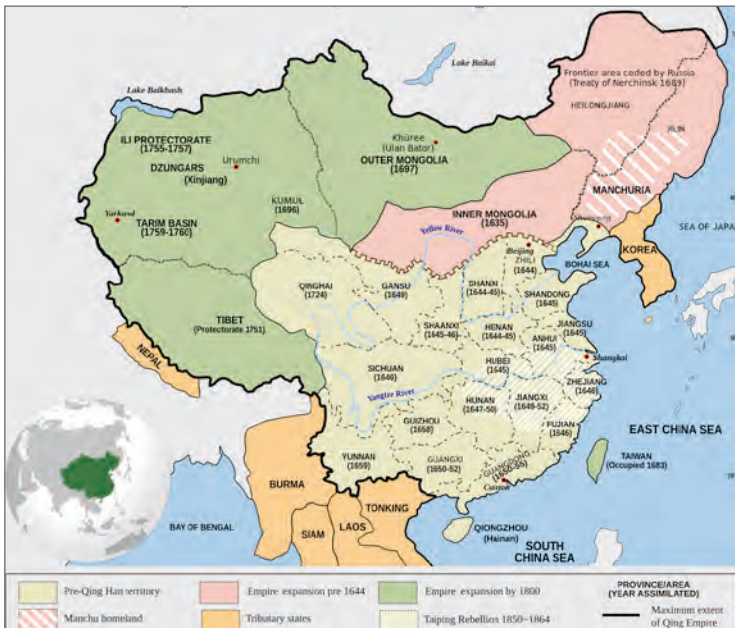 Lake Baikal
Lake Balkhash
Frontier area ceded by Russia
(Treaty of Nerchinsk 1689)
HEILONGJIANG
JILIN
ILI PROTECTORATE
(1755-1757)
DZUNGARS
(Xinjiang)
Urumchi
Khüree
(Ulan Bator)
OUTER MONGOLIA
(1697)
MANCHURIA
KUMUL
(1696)
Yarkand
TARIM BASIN
(1759-1760)
INNER MONGOLIA
(1635)
Yellow River
Beijing
ZHILI
(1644)
BOHAI SEA
KOREA
SEA OF JAPA
QINGHAI
(1724)
GANSU
(1649)
SHANXI
(1644-45)
SHANDONG
(1645)
TIBET
(Protectorate 1751)
SHAANXI
(1645-46)
HENAN
(1644-45)
JIANGSU
(1645)
ANHUI
(1645)
NEPAL
SICHUAN
(1646)
HUBEI
(1645)
Shanghai
Yangtze River
ZHEJIANG
(1646)
HUNAN
(1647-50)
JIANGXI
(1649-52)
GUIZHOU
(1658)
FUJIAN
(1646)
EAST CHINA SEA
YUNNAN
(1659)
GUANGXI
(1650-52)
GUANGDONG
(1650-55)
Canton
TAIWAN
(Occupied 1683)
BURMA
TONKING
BAY OF BENGAL
SIAM
LAOS
QIONGZHOU
(Hainan)
SOUTH
CHINA SEA
Pre-Qing Han territory
Empire expansion pre 1644
Empire expansion by 1800
PROVINCE/AREA
(YEAR ASSIMILATED)
Manchu homeland
Tributary states
Taiping Rebellion 1850-1864
Maximum extent
of Qing Empire